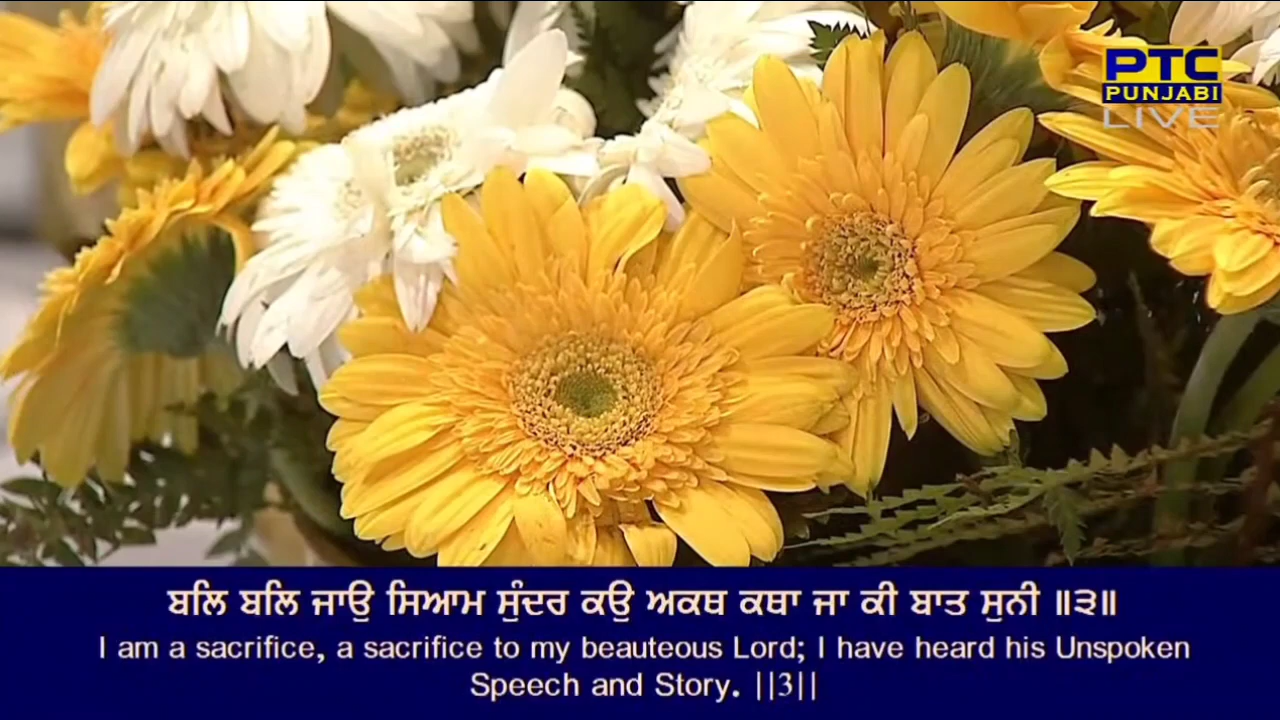 PTC
PUNJABI
LIVE
ਬਲਿ ਬਲਿ ਜਾਉ ਸਿਆਮ ਸੁੰਦਰ ਕਉ ਅਕਥ ਕਥਾ ਜਾ ਕੀ ਬਾਤ ਸੁਨੀ ॥੩॥
I am a sacrifice, a sacrifice to my beauteous Lord; I have heard his Unspoken
Speech and Story. ||3||